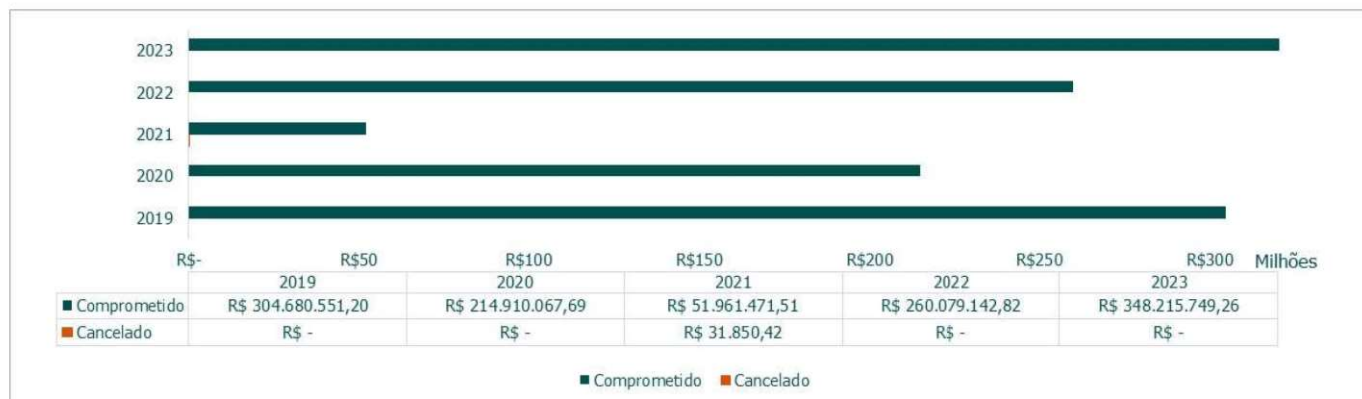 2023
2022
2021
2020
2019
R$- R$50 R$100 R$150 R$200 R$250 R$300 Milhões
2019 2020 2021 2022 2023
Comprometido R$ 304.680.551,20 R$ 214.910.067,69 R$ 51.961.471,51 R$ 260.079.142,82 R$ 348.215.749,26
Cancelado R$ - R$ - R$ 31.850,42 R$ - R$ -
Comprometido Cancelado